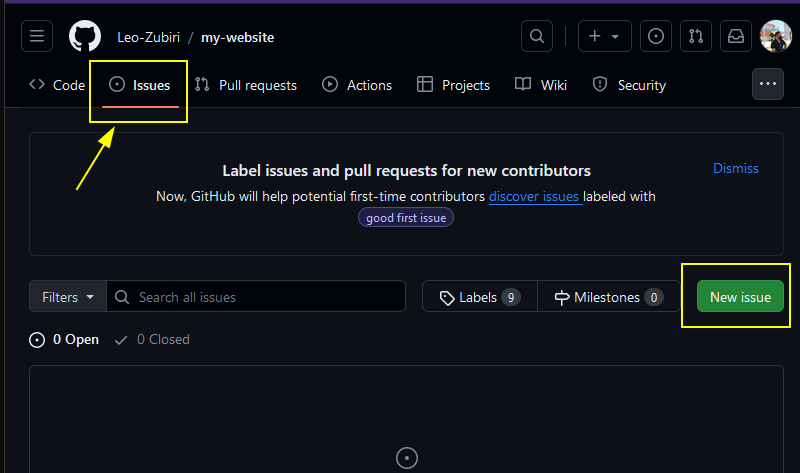 Leo-Zubiri / my-website
Code Issues Pull requests Actions Projects Wiki Security
Label issues and pull requests for new contributors
Dismiss
Now, GitHub will help potential first-time contributors discover issues labeled with
good first issue
Filters Search all issues Labels 9 Milestones 0 New issue
0 Open 0 Closed